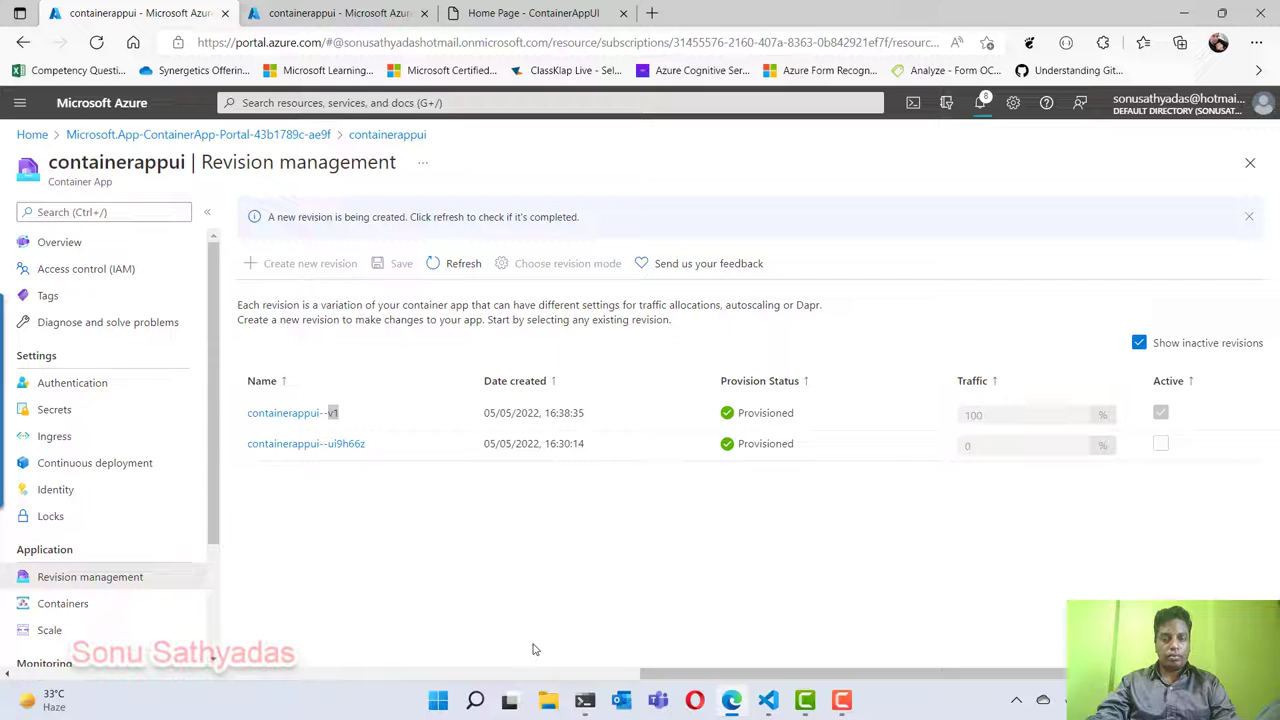 containerappui - Microsoft Azure
containerappui - Microsoft Azure
Home Page - ContainerAppUI
https://portal.azure.com/#@sonusathyadashotmail.onmicrosoft.com/resource/subscriptions/31455576-2160-407a-8363-0b842921ef7f/resourc...
Competency Questi...
Synergetics Offerin...
Microsoft Learning...
Microsoft Certified...
ClassKlap Live - Sel...
Azure Cognitive Ser...
Azure Form Recogn...
Analyze - Form OC...
Understanding Git...
Microsoft Azure
Search resources, services, and docs (G+/)
8
sonusathyadas@hotmai...
DEFAULT DIRECTORY (SONUSAT...
Home > Microsoft.App-ContainerApp-Portal-43b1789c-ae9f > containerappui
containerappui | Revision management ...
Container App
Search (Ctrl+/)
Overview
Access control (IAM)
Tags
Diagnose and solve problems
Settings
Authentication
Secrets
Ingress
Continuous deployment
Identity
Locks
Application
Revision management
Containers
Scale
Monitoring
A new revision is being created. Click refresh to check if it's completed.
Create new revision
Save
Refresh
Choose revision mode
Send us your feedback
Each revision is a variation of your container app that can have different settings for traffic allocations, autoscaling or Dapr.
Create a new revision to make changes to your app. Start by selecting any existing revision.
Show inactive revisions
Name ↑ Date created ↑ Provision Status ↑ Traffic ↑ Active ↑
containerappui--v1 05/05/2022, 16:38:35 Provisioned 100 %
containerappui--ui9h66z 05/05/2022, 16:30:14 Provisioned 0 %
Sonu Sathyadas
33°C
Haze